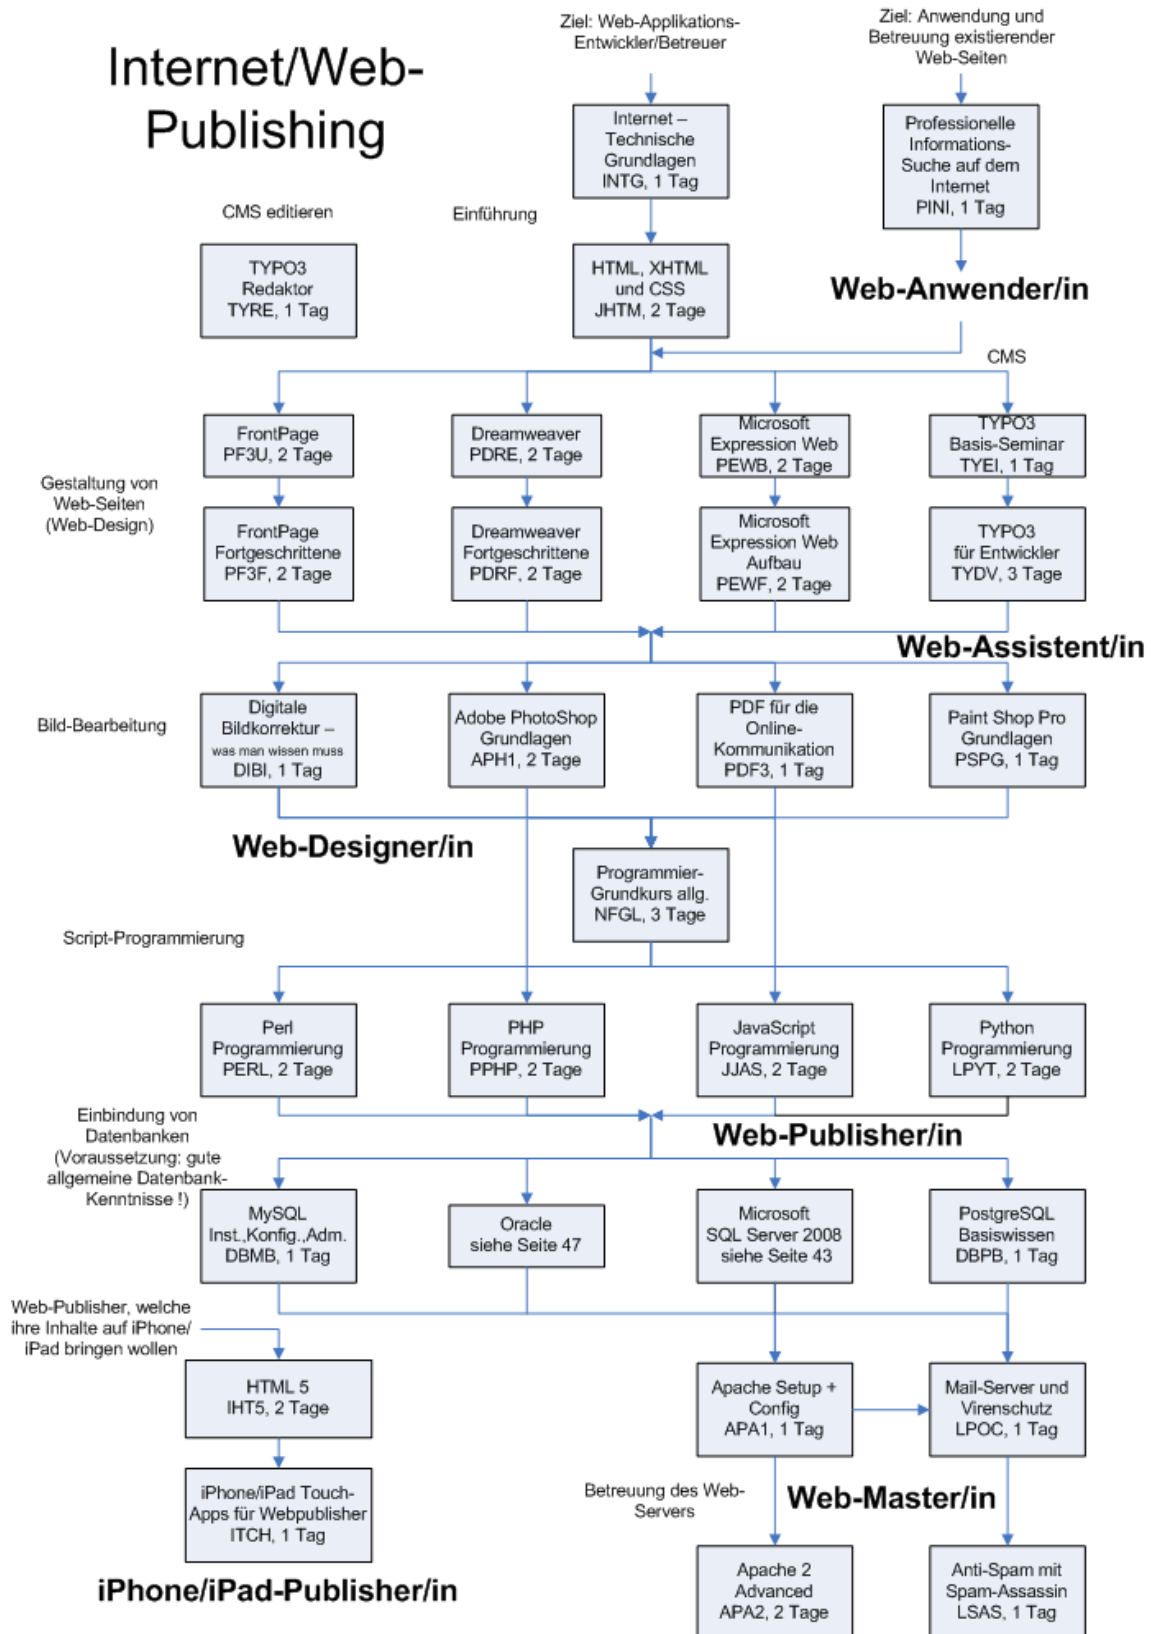 Ziel: Web-Applikations-
Entwickler/Betreuer
Ziel: Anwendung und
Betreuung existierender
Web-Seiten
Internet/Web-
Publishing
Internet –
Technische
Grundlagen
INTG, 1 Tag
Professionelle
Informations-
Suche auf dem
Internet
PINI, 1 Tag
CMS editieren
Einführung
TYPO3
Redaktor
TYRE, 1 Tag
HTML, XHTML
und CSS
JHTM, 2 Tage
Web-Anwender/in
CMS
FrontPage
PF3U, 2 Tage
Dreamweaver
PDRE, 2 Tage
Microsoft
Expression Web
PEWB, 2 Tage
TYPO3
Basis-Seminar
TYEI, 1 Tag
Gestaltung von
Web-Seiten
(Web-Design)
FrontPage
Fortgeschrittene
PF3F, 2 Tage
Dreamweaver
Fortgeschrittene
PDRF, 2 Tage
Microsoft
Expression Web
Aufbau
PEWF, 2 Tage
TYPO3
für Entwickler
TYDV, 3 Tage
Web-Assistent/in
Bild-Bearbeitung
Digitale
Bildkorrektur –
was man wissen muss
DIBI, 1 Tag
Adobe PhotoShop
Grundlagen
APH1, 2 Tage
PDF für die
Online-
Kommunikation
PDF3, 1 Tag
Paint Shop Pro
Grundlagen
PSPG, 1 Tag
Web-Designer/in
Programmier-
Grundkurs allg.
NFGL, 3 Tage
Script-Programmierung
Perl
Programmierung
PERL, 2 Tage
PHP
Programmierung
PPHP, 2 Tage
JavaScript
Programmierung
JJAS, 2 Tage
Python
Programmierung
LPYT, 2 Tage
Einbindung von
Datenbanken
(Voraussetzung: gute
allgemeine Datenbank-
Kenntnisse !)
Web-Publisher/in
MySQL
Inst.,Konfig.,Adm.
DBMB, 1 Tag
Oracle
siehe Seite 47
Microsoft
SQL Server 2008
siehe Seite 43
PostgreSQL
Basiswissen
DBPB, 1 Tag
Web-Publisher, welche
ihre Inhalte auf iPhone/
iPad bringen wollen
HTML 5
IHT5, 2 Tage
Apache Setup +
Config
APA1, 1 Tag
Mail-Server und
Virenschutz
LPOC, 1 Tag
iPhone/iPad Touch-
Apps für Webpublisher
ITCH, 1 Tag
Betreuung des Web-
Servers
Web-Master/in
iPhone/iPad-Publisher/in
Apache 2
Advanced
APA2, 2 Tage
Anti-Spam mit
Spam-Assassin
LSAS, 1 Tag